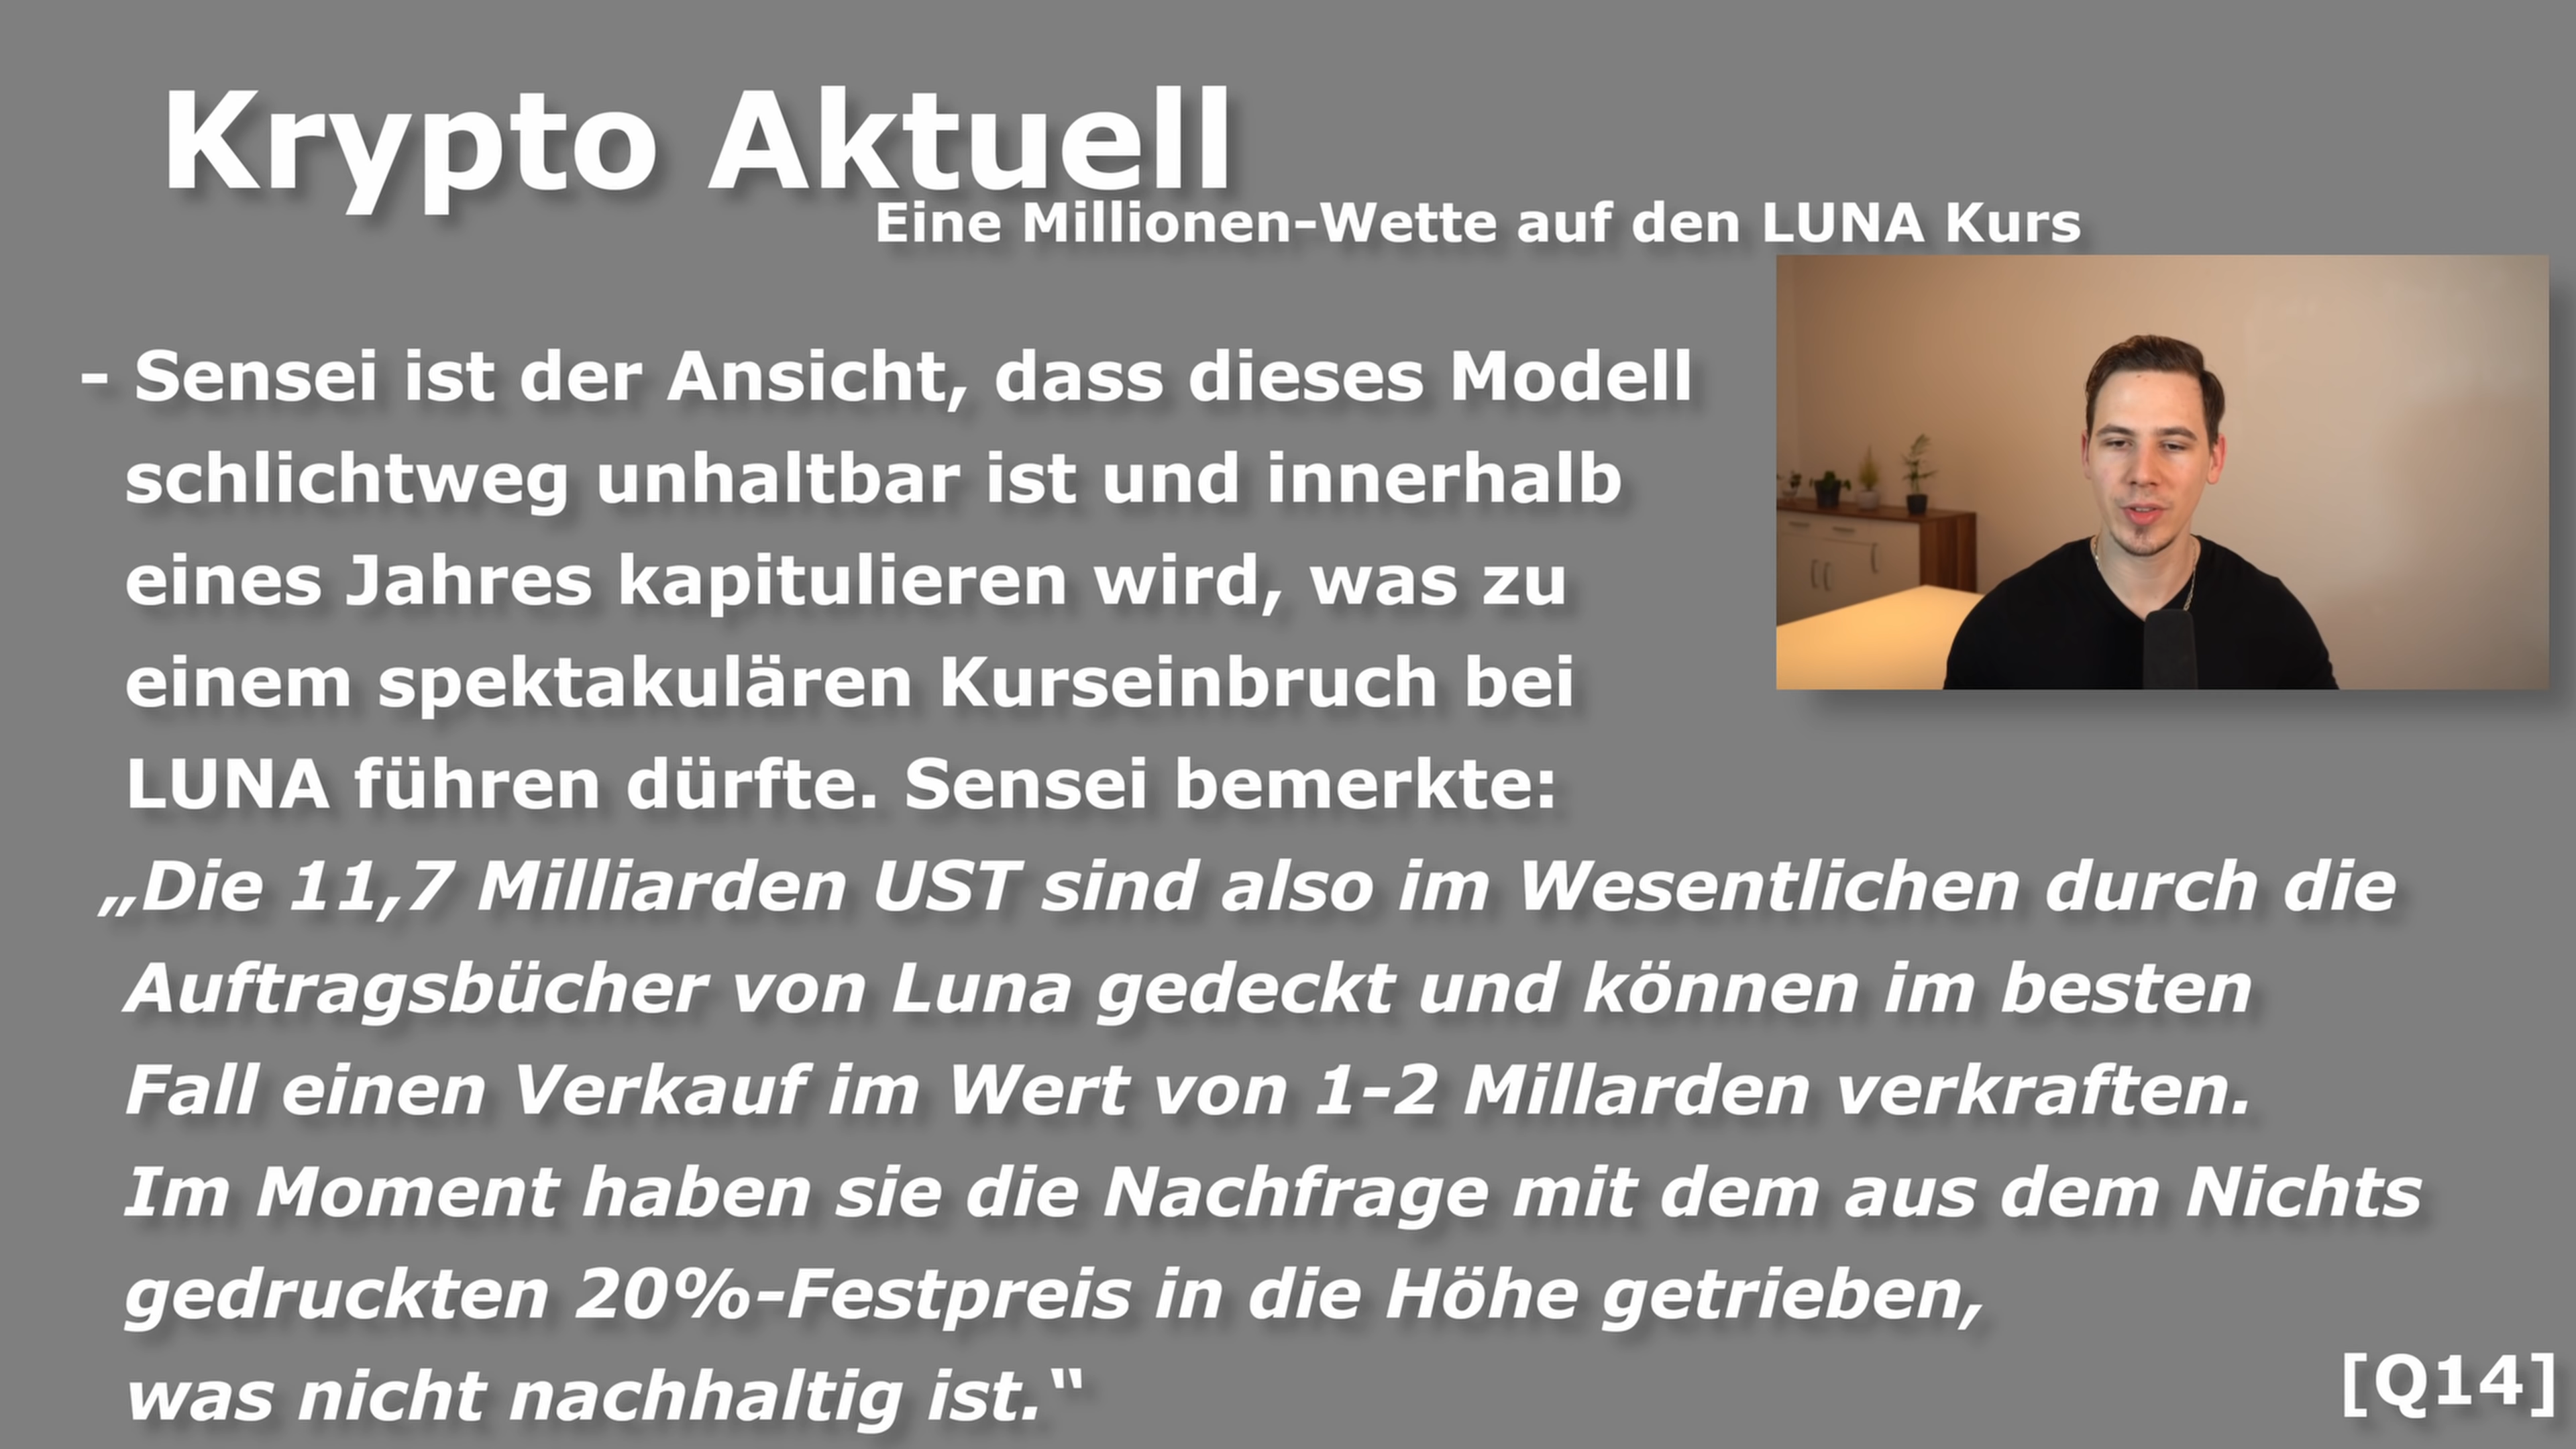 Krypto Aktuell
Eine Millionen-Wette auf den LUNA Kurs
- Sensei ist der Ansicht, dass dieses Modell
schlichtweg unhaltbar ist und innerhalb
eines Jahres kapitulieren wird, was zu
einem spektakulären Kurseinbruch bei
LUNA führen dürfte. Sensei bemerkte:
„Die 11,7 Milliarden UST sind also im Wesentlichen durch die
Auftragsbücher von Luna gedeckt und können im besten
Fall einen Verkauf im Wert von 1-2 Millarden verkraften.
Im Moment haben sie die Nachfrage mit dem aus dem Nichts
gedruckten 20%-Festpreis in die Höhe getrieben,
was nicht nachhaltig ist.“
[Q14]